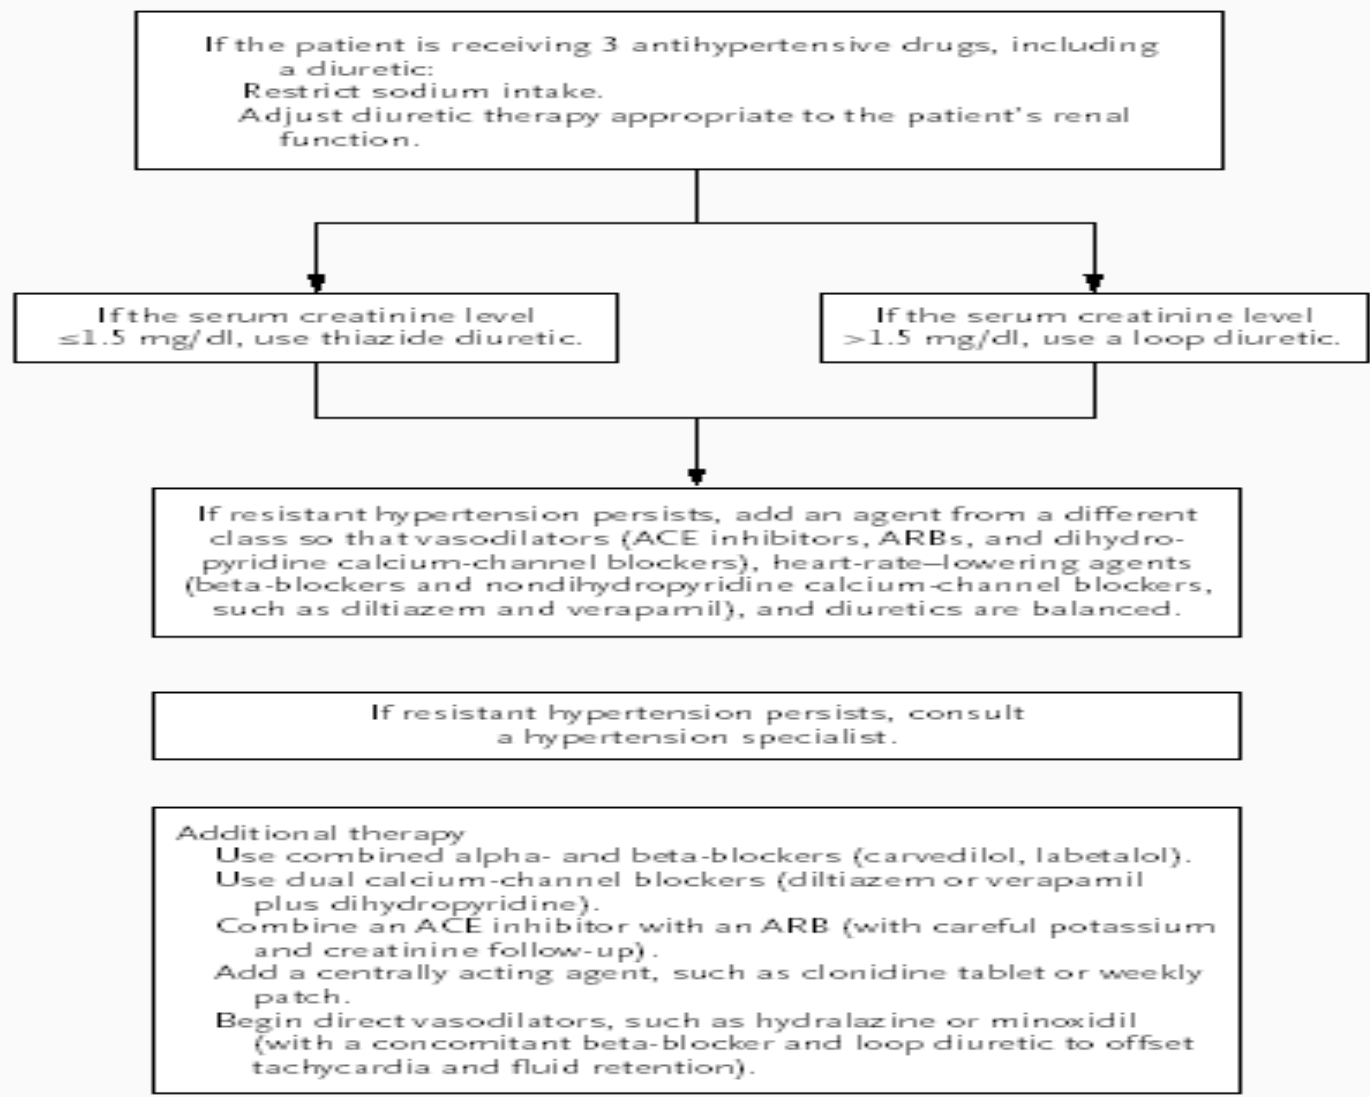 If the patient is receiving 3 antihypertensive drugs, including
a diuretic:
Restrict sodium intake.
Adjust diuretic therapy appropriate to the patient's renal
function.
If the serum creatinine level
≤1.5 mg/dl, use thiazide diuretic.
If the serum creatinine level
>1.5 mg/dl, use a loop diuretic.
If resistant hypertension persists, add an agent from a different
class so that vasodilators (ACE inhibitors, ARBs, and dihydro-
pyridine calcium-channel blockers), heart-rate–lowering agents
(beta-blockers and nondihydropyridine calcium-channel blockers,
such as diltiazem and verapamil), and diuretics are balanced.
If resistant hypertension persists, consult
a hypertension specialist.
Additional therapy
Use combined alpha- and beta-blockers (carvedilol, labetalol).
Use dual calcium-channel blockers (diltiazem or verapamil
plus dihydropyridine).
Combine an ACE inhibitor with an ARB (with careful potassium
and creatinine follow-up).
Add a centrally acting agent, such as clonidine tablet or weekly
patch.
Begin direct vasodilators, such as hydralazine or minoxidil
(with a concomitant beta-blocker and loop diuretic to offset
tachycardia and fluid retention).